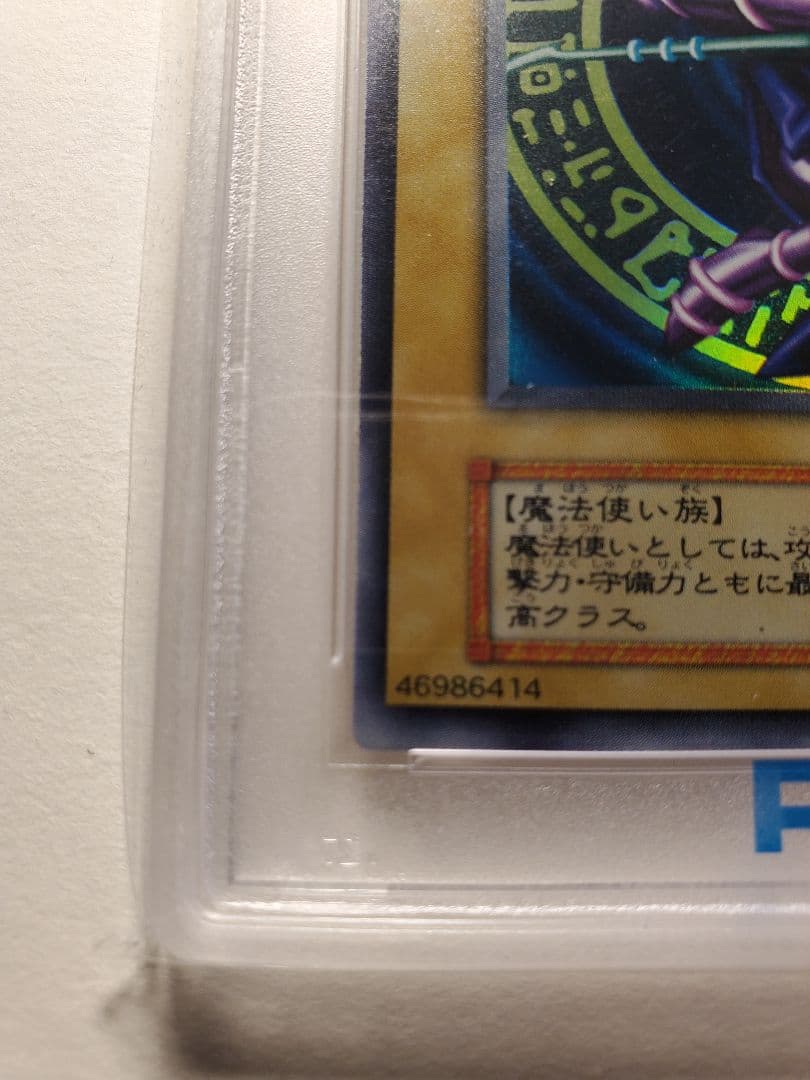 【魔法使い族】
魔法使いとしては、攻
撃力・守備力ともに最
高クラス。
46986414